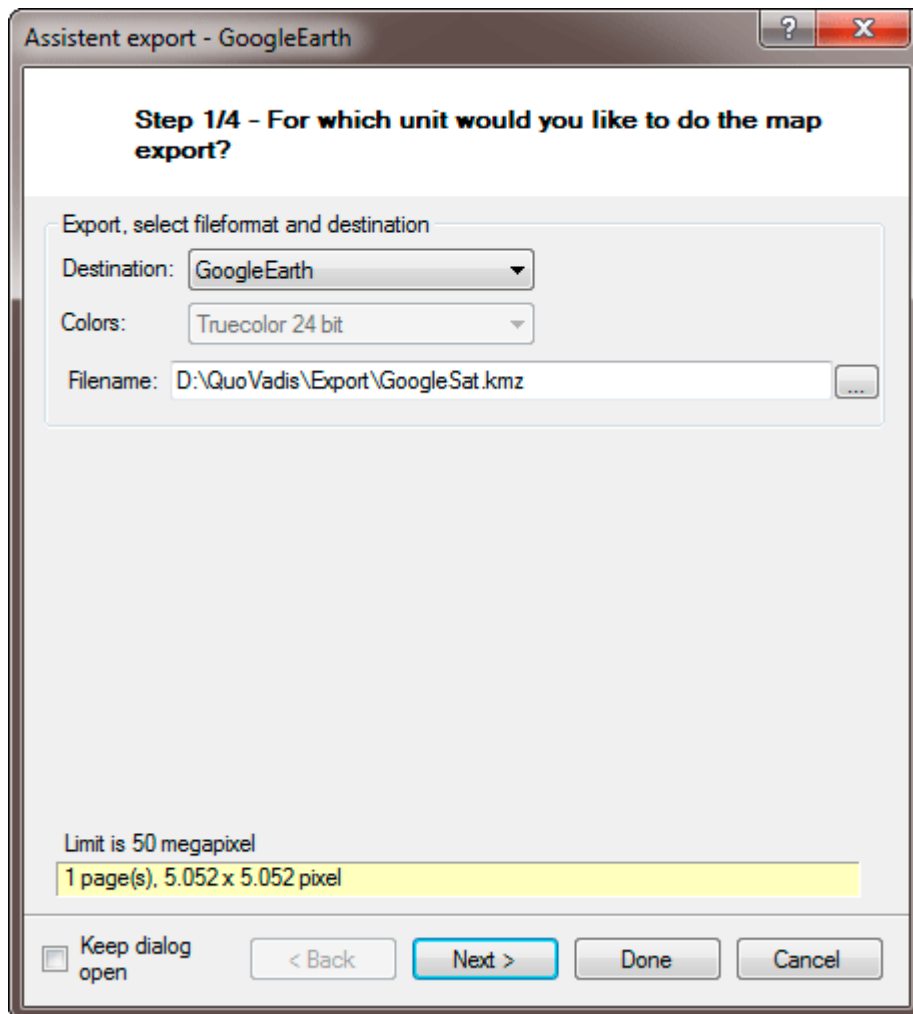 Assistent export - GoogleEarth
?
X
Step 1/4 - For which unit would you like to do the map
export?
Export, select fileformat and destination
Destination: GoogleEarth
Colors: Truecolor 24 bit
Filename: D:\QuoVadis\Export\GoogleSat.kmz ...
Limit is 50 megapixel
1 page(s), 5.052 x 5.052 pixel
Keep dialog
open
< Back Next > Done Cancel